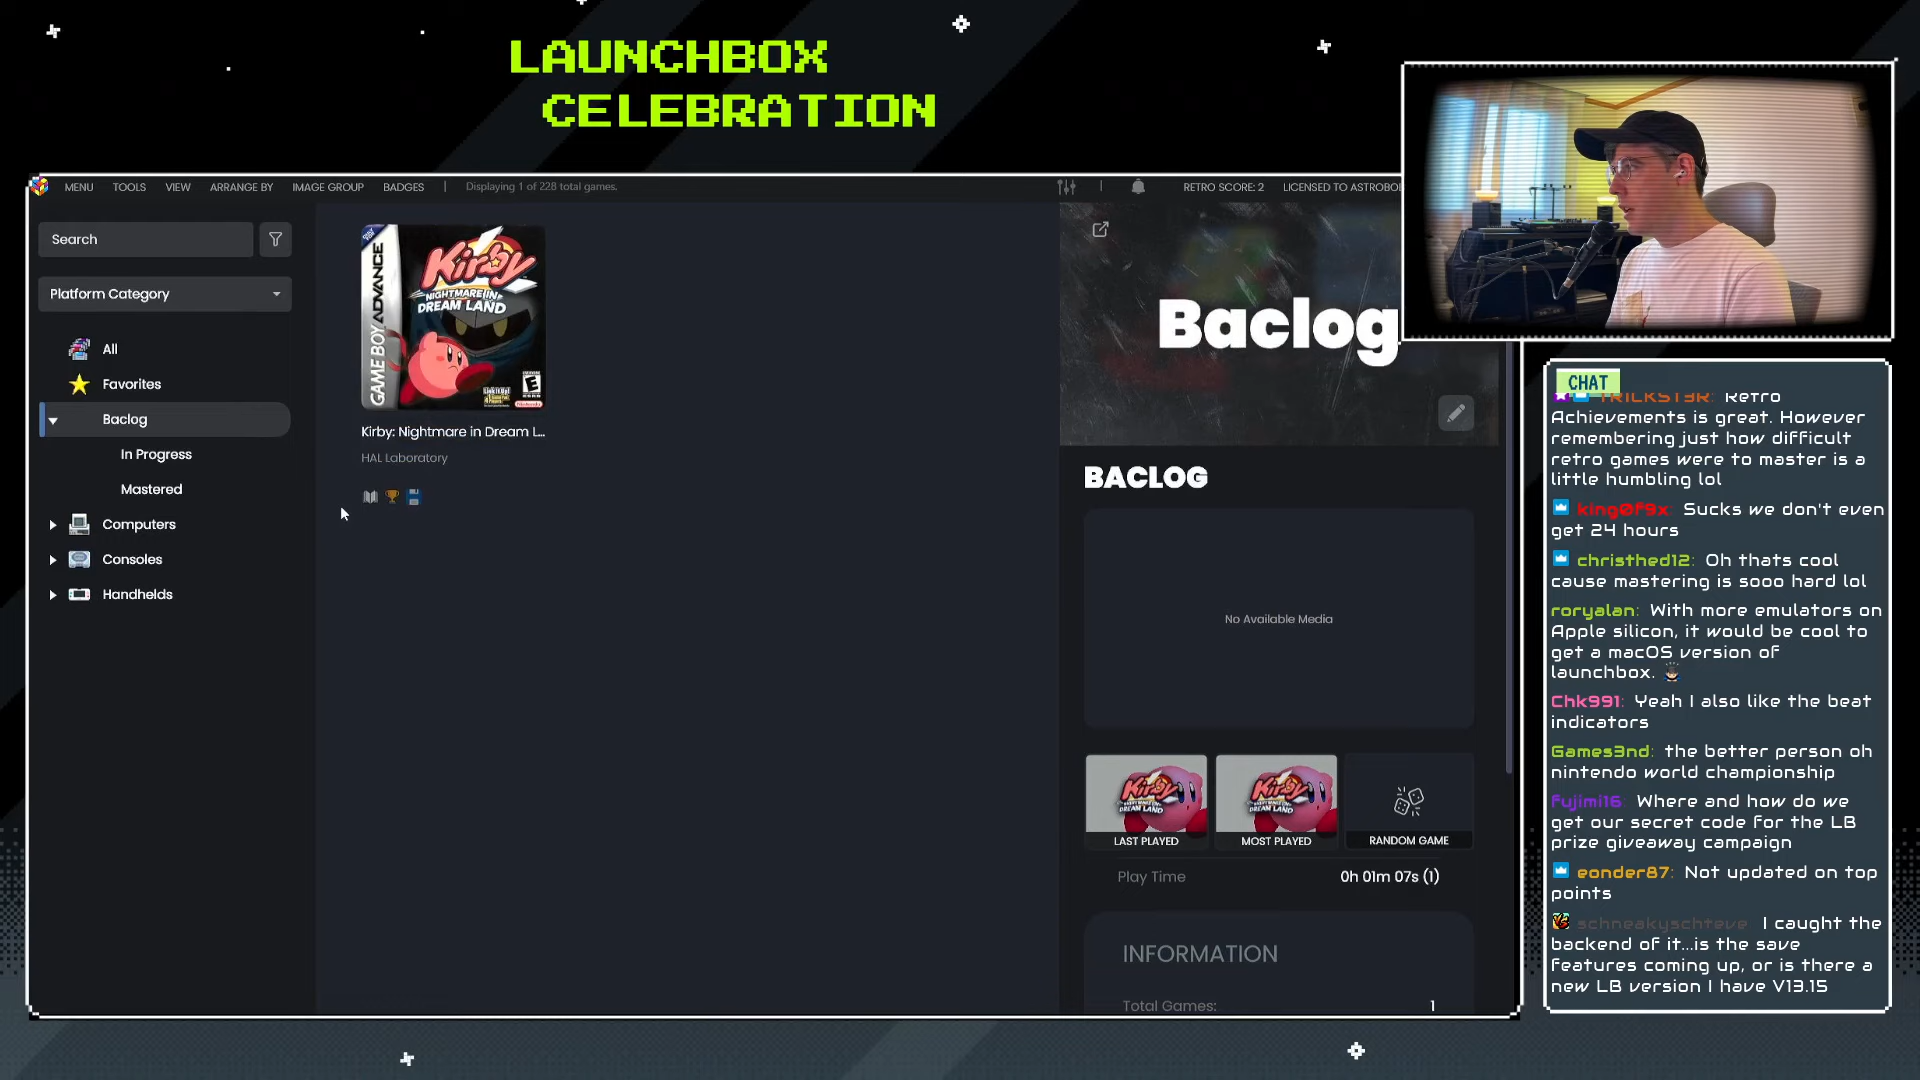 LAUNCHBOX
CELEBRATION
MENU TOOLS VIEW ARRANGE BY IMAGE GROUP BADGES | Displaying 1 of 228 total games. | RETRO SCORE: 2 LICENSED TO ASTROBO
Search
Platform Category
All
Favorites
Baclog
In Progress
Mastered
Computers
Consoles
Handhelds
GAME BOY ADVANCE
Kirby
NIGHTMARE IN
DREAM LAND
E
Nintendo
Kirby: Nightmare in Dream L...
HAL Laboratory
Baclog
BACLOG
No Available Media
Kirby Kirby
LAST PLAYED MOST PLAYED RANDOM GAME
Play Time 0h 01m 07s (1)
INFORMATION
Total Games: 1
CHAT
TRICKST3R: Retro
Achievements is great. However
remembering just how difficult
retro games were to master is a
little humbling lol
king0f9x: Sucks we don't even
get 24 hours
christhed12: Oh thats cool
cause mastering is sooo hard lol
roryalan: With more emulators on
Apple silicon, it would be cool to
get a macOS version of
launchbox.
Chk991: Yeah I also like the beat
indicators
Games3nd: the better person oh
nintendo world championship
Fujimi16: Where and how do we
get our secret code for the LB
prize giveaway campaign
eonder87: Not updated on top
points
schneakyschteve: I caught the
backend of it...is the save
features coming up, or is there a
new LB version I have V13.15